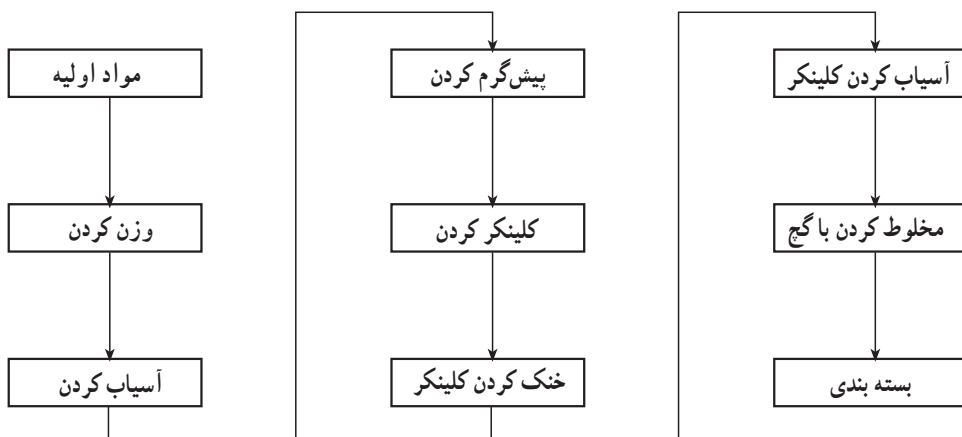 مواد اولیه
وزن کردن
آسیاب کردن
پیش‌گرم کردن
کلینکر کردن
خنک کردن کلینکر
آسیاب کردن کلینکر
مخلوط کردن با گچ
بسته بندی